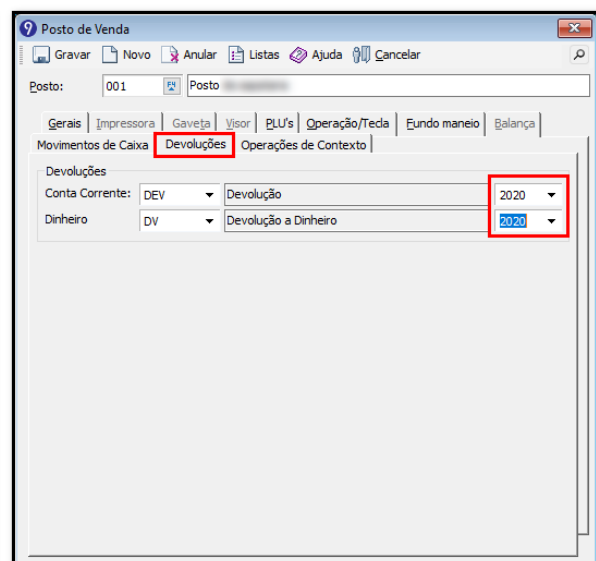 Posto de Venda
Gravar Novo Anular Listas Ajuda Cancelar
Posto: 001 F4 Posto
Gerais Impressora Gaveta Visor PLU's Operação/Tecla Fundo maneio Balança
Movimentos de Caixa Devoluções Operações de Contexto
Devoluções
Conta Corrente: DEV Devolução 2020
Dinheiro DV Devolução a Dinheiro 2020